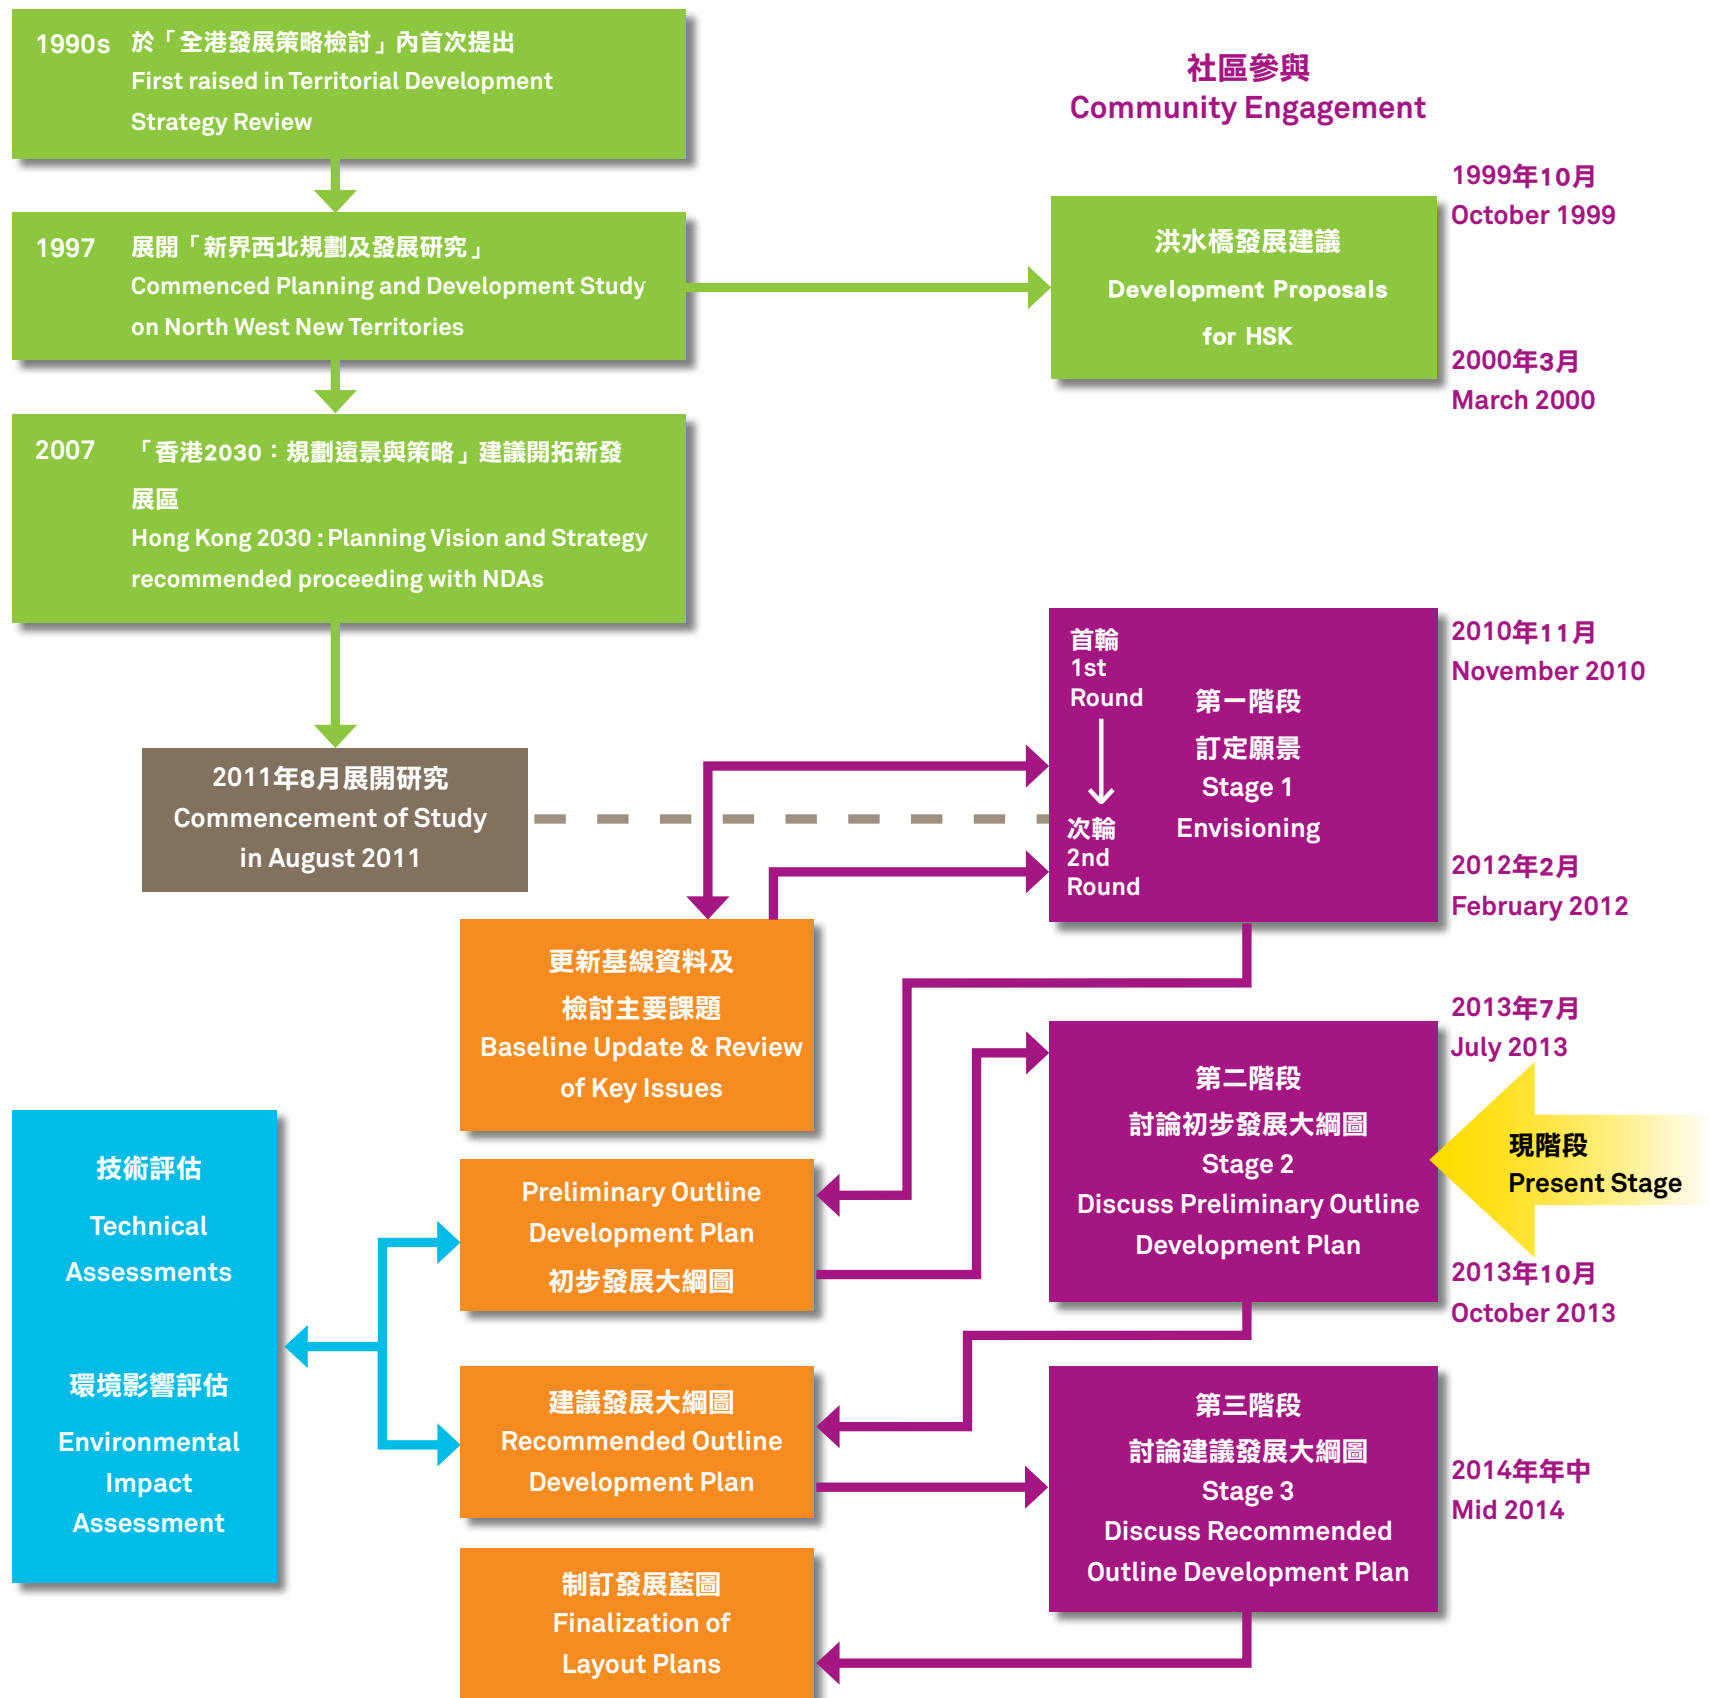 1990s 於「全港發展策略檢討」內首次提出
First raised in Territorial Development
Strategy Review
社區參與
Community Engagement
1997 展開「新界西北規劃及發展研究」
Commenced Planning and Development Study
on North West New Territories
1999年10月
October 1999
洪水橋發展建議
Development Proposals
for HSK
2000年3月
March 2000
2007 「香港2030：規劃遠景與策略」建議開拓新發
展區
Hong Kong 2030 : Planning Vision and Strategy
recommended proceeding with NDAs
2011年8月展開研究
Commencement of Study
in August 2011
首輪
1st
Round
次輪
2nd
Round
第一階段
訂定願景
Stage 1
Envisioning
2010年11月
November 2010
2012年2月
February 2012
更新基線資料及
檢討主要課題
Baseline Update & Review
of Key Issues
2013年7月
July 2013
第二階段
討論初步發展大綱圖
Stage 2
Discuss Preliminary Outline
Development Plan
現階段
Present Stage
2013年10月
October 2013
技術評估
Technical
Assessments
環境影響評估
Environmental
Impact
Assessment
Preliminary Outline
Development Plan
初步發展大綱圖
建議發展大綱圖
Recommended Outline
Development Plan
第三階段
討論建議發展大綱圖
Stage 3
Discuss Recommended
Outline Development Plan
2014年年中
Mid 2014
制訂發展藍圖
Finalization of
Layout Plans